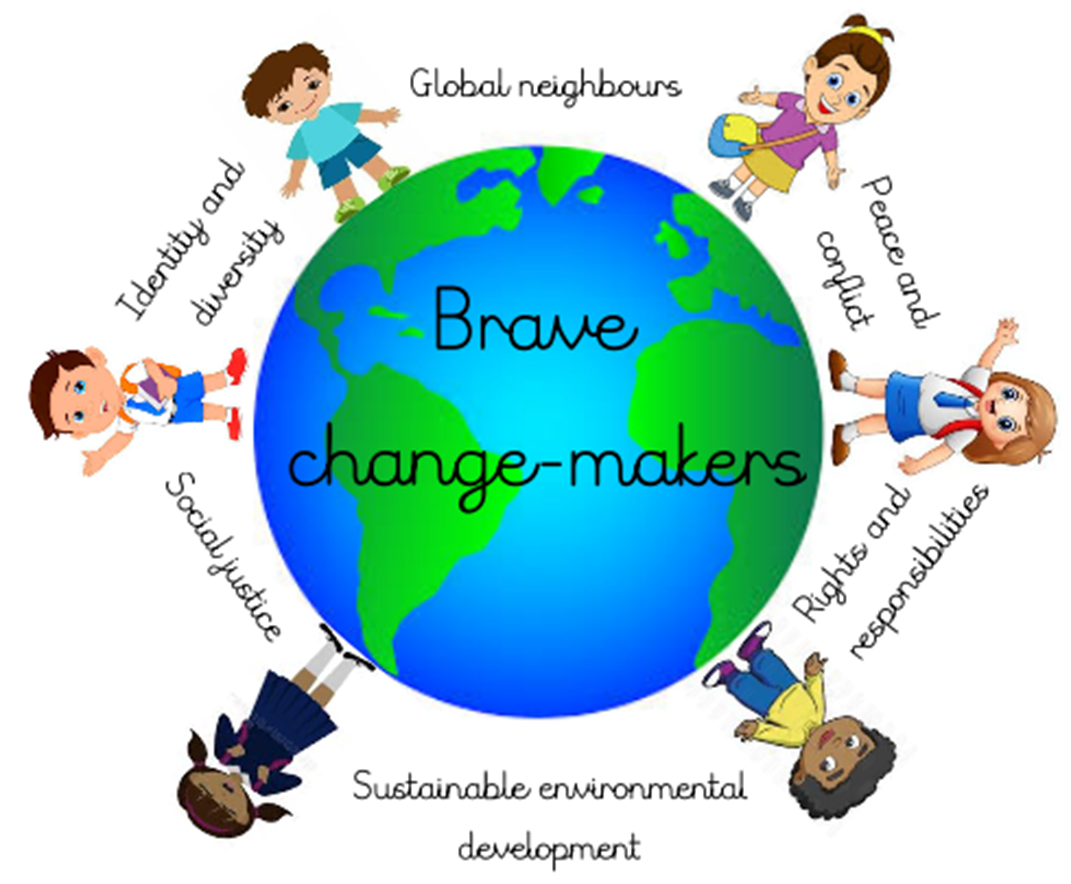 Global neighbours
Identity and
diversity
Peace and
conflict
Brave
change-makers
Social justice
Rights and
responsibilities
Sustainable environmental
development